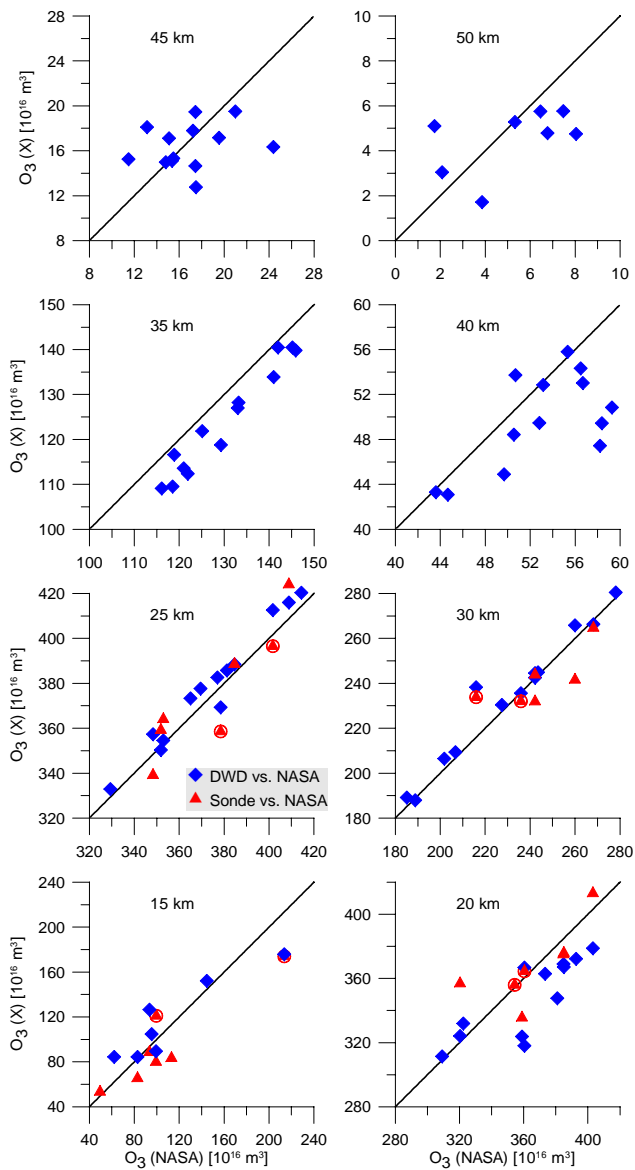 45 km
50 km
O3 (X) [10^16 m^3]
28
24
20
16
12
8
8 12 16 20 24 28
O3 (X) [10^16 m^3]
10
8
6
4
2
0
0 2 4 6 8 10
35 km
40 km
O3 (X) [10^16 m^3]
150
140
130
120
110
100
100 110 120 130 140 150
60
56
52
48
44
40
40 44 48 52 56 60
25 km
30 km
O3 (X) [10^16 m^3]
420
400
380
360
340
320
320 340 360 380 400 420
DWD vs. NASA
Sonde vs. NASA
280
260
240
220
200
180
180 200 220 240 260 280
15 km
20 km
O3 (X) [10^16 m^3]
240
200
160
120
80
40
40 80 120 160 200 240
O3 (NASA) [10^16 m^3]
400
360
320
280
280 320 360 400
O3 (NASA) [10^16 m^3]